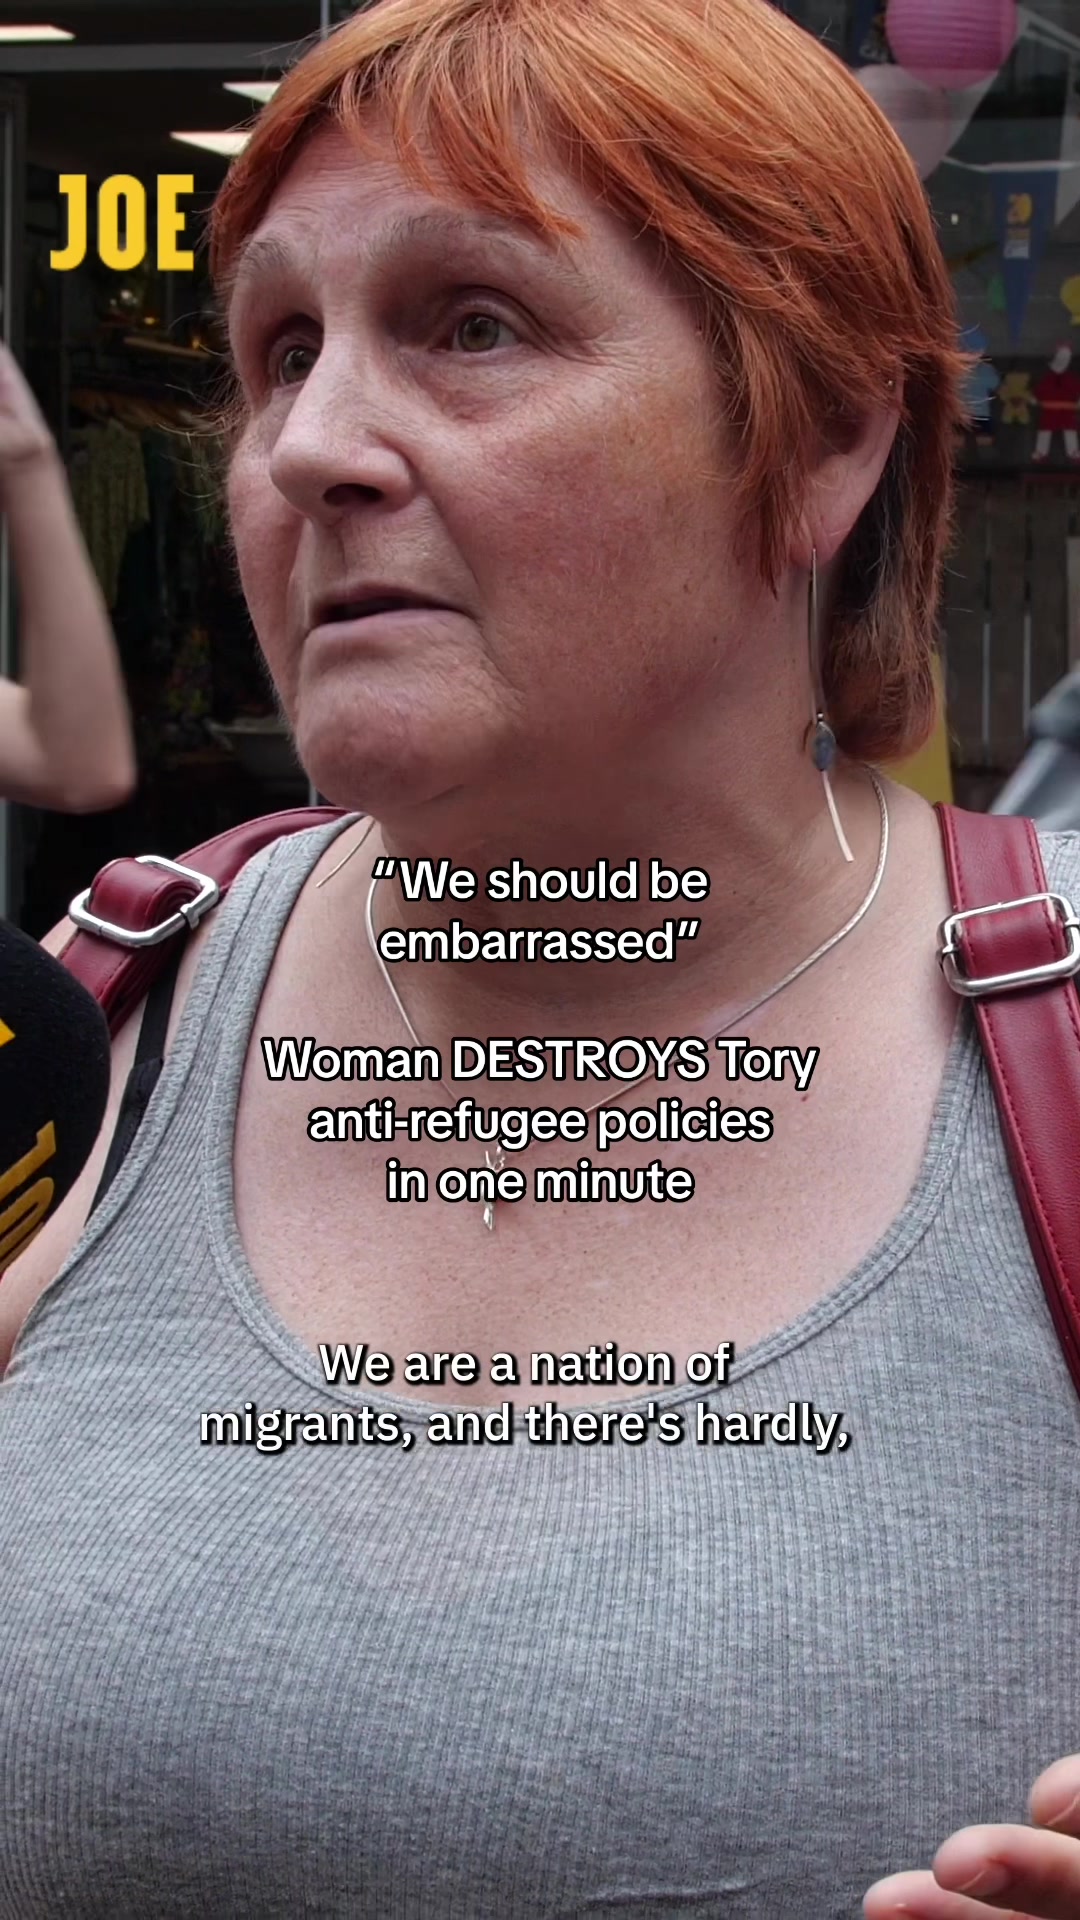 JOE
“We should be
embarrassed”
Woman DESTROYS Tory
anti-refugee policies
in one minute
We are a nation of
migrants, and there's hardly,